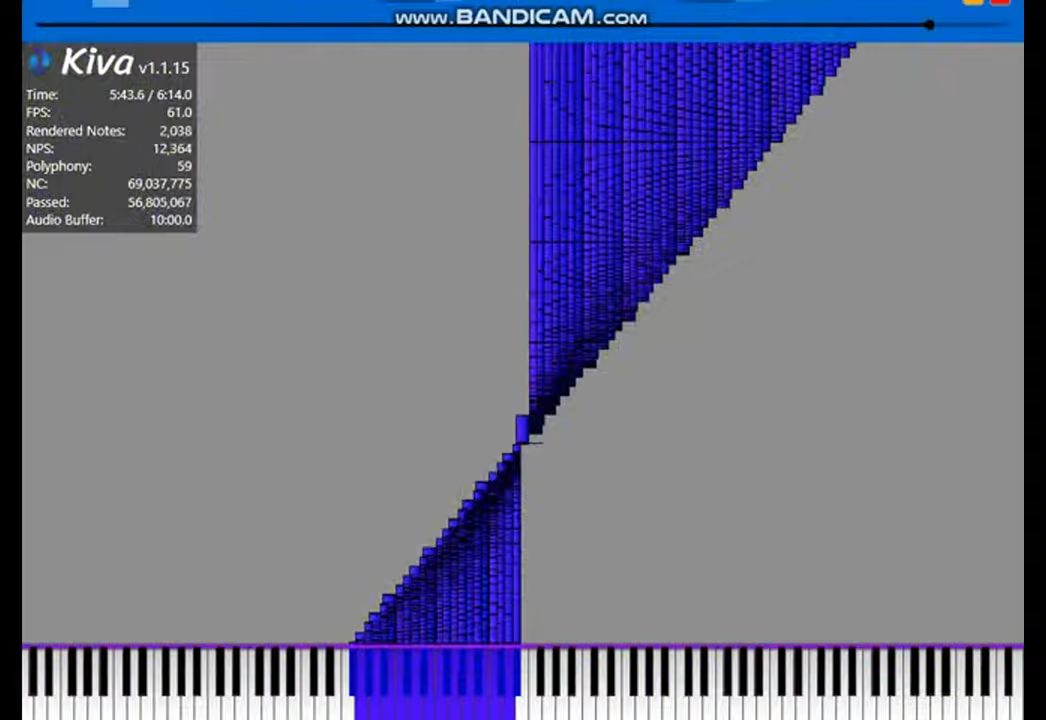 www.BANDICAM.com
Kiva v1.1.15
Time: 5:43.6 / 6:14.0
FPS: 61.0
Rendered Notes: 2,038
NPS: 12,364
Polyphony: 59
NC: 69,037,775
Passed: 56,805,067
Audio Buffer: 10:00.0